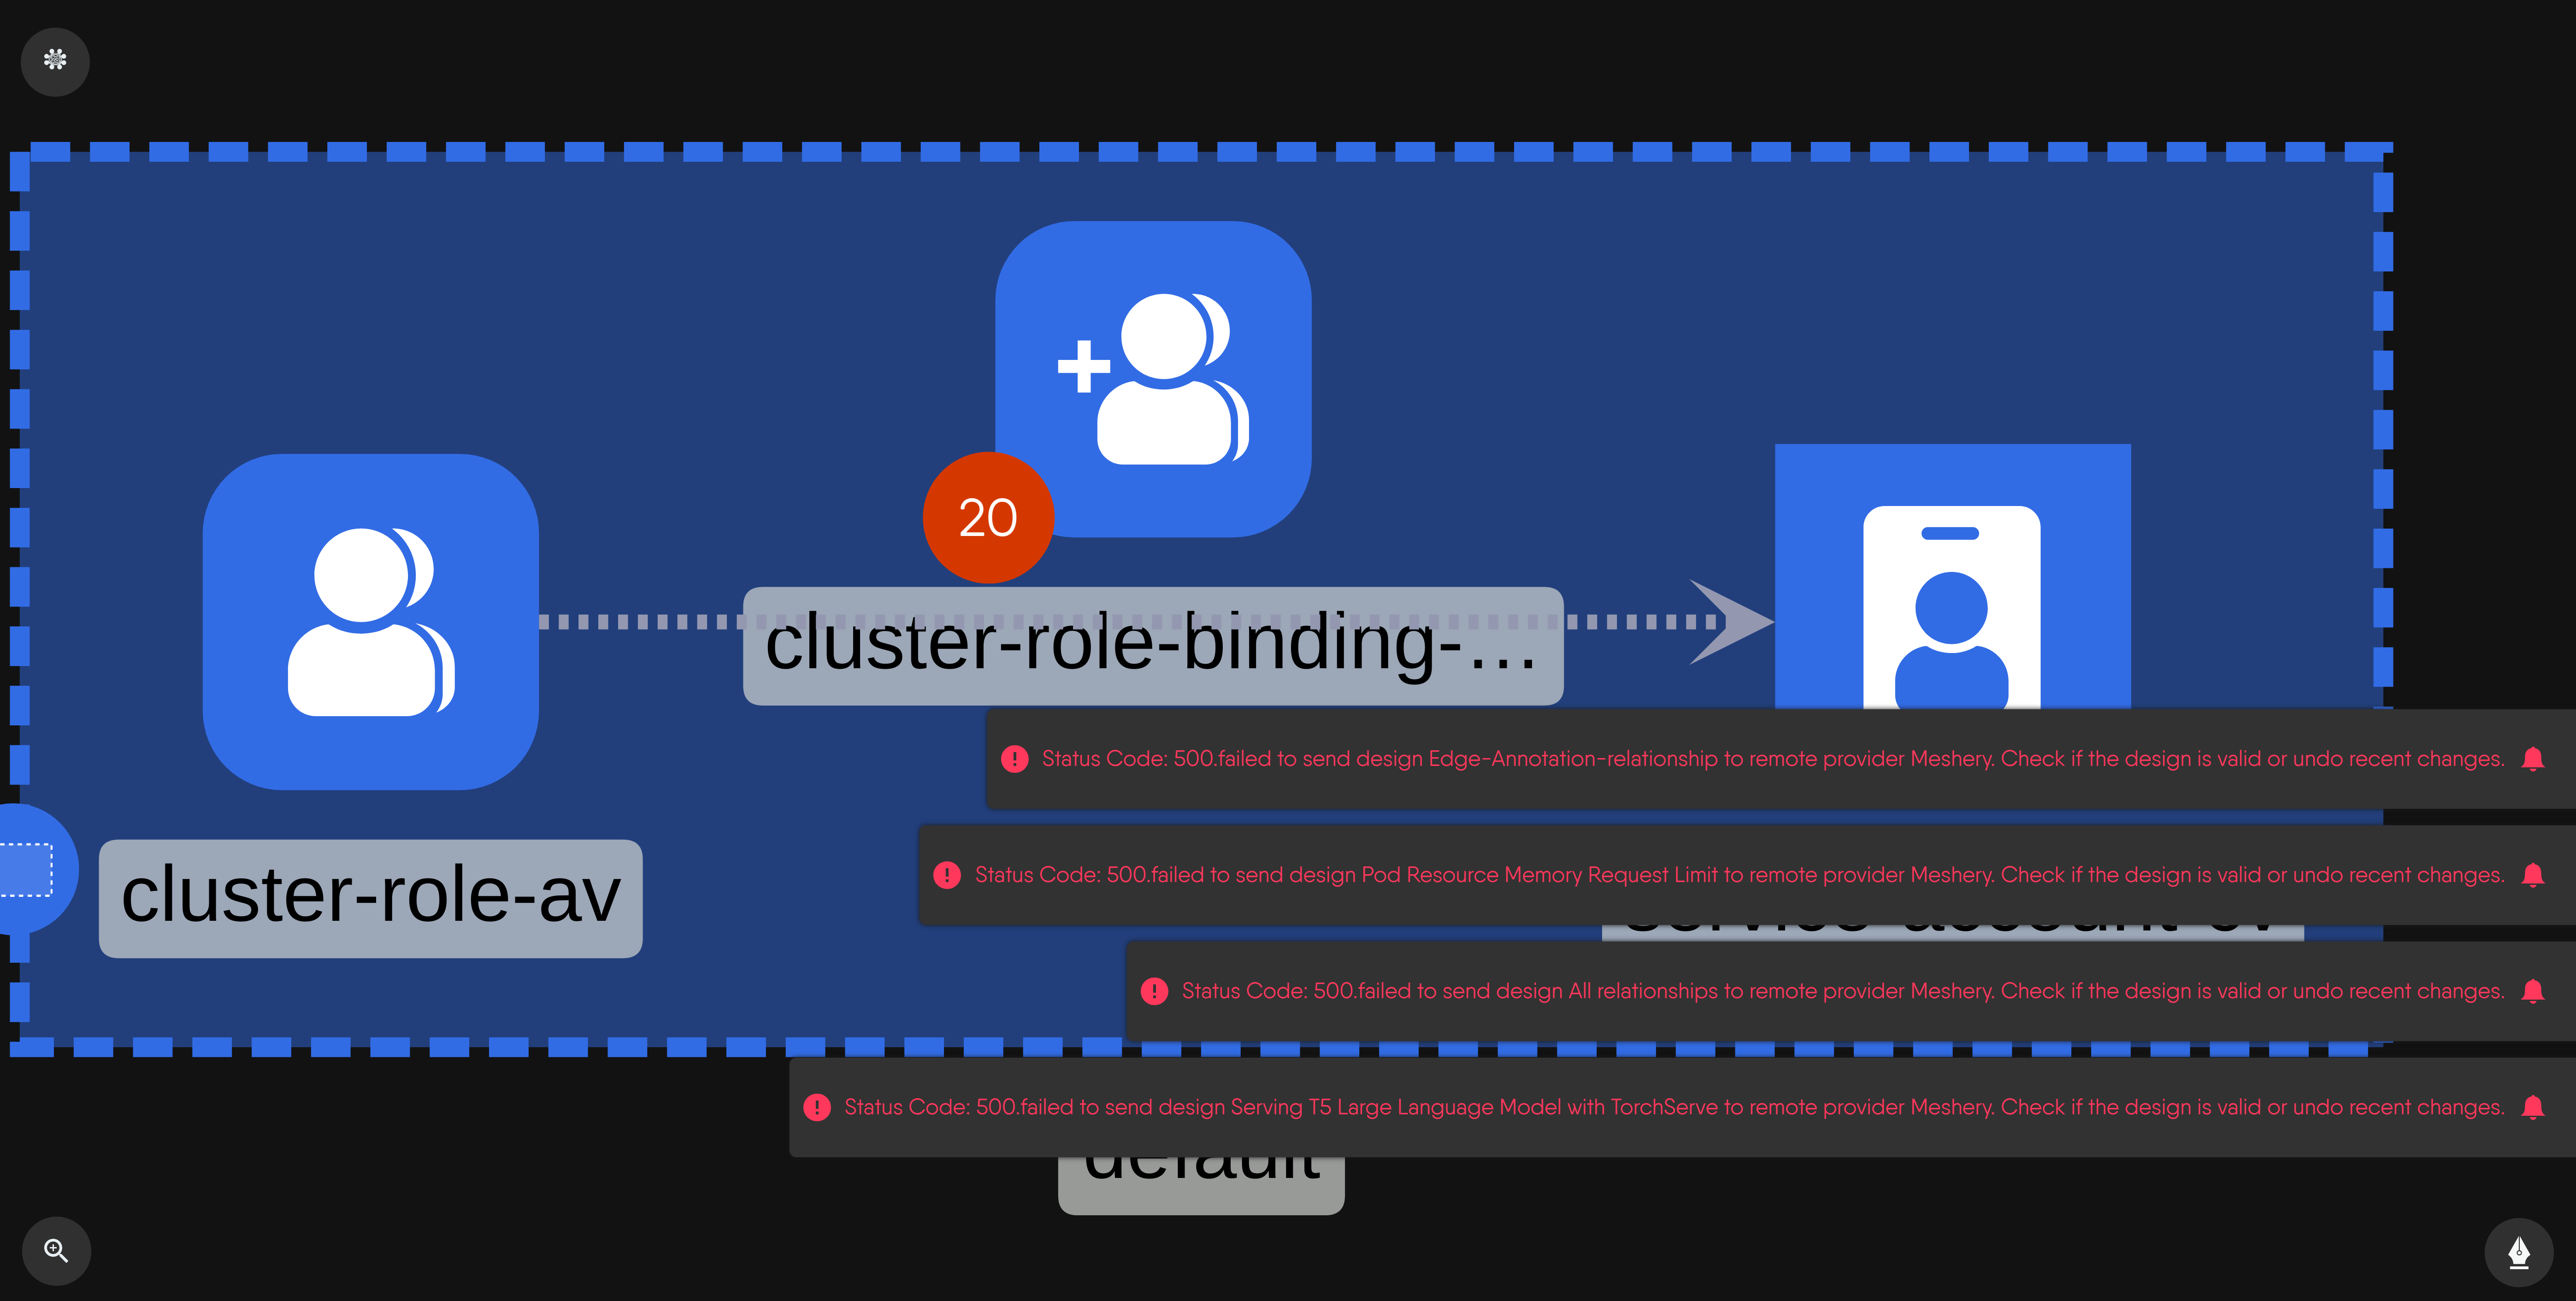 20
cluster-role-binding-...
Status Code: 500.failed to send design Edge-Annotation-relationship to remote provider Meshery. Check if the design is valid or undo recent changes.
cluster-role-av
Status Code: 500.failed to send design Pod Resource Memory Request Limit to remote provider Meshery. Check if the design is valid or undo recent changes.
Status Code: 500.failed to send design All relationships to remote provider Meshery. Check if the design is valid or undo recent changes.
Status Code: 500.failed to send design Serving T5 Large Language Model with TorchServe to remote provider Meshery. Check if the design is valid or undo recent changes.
default